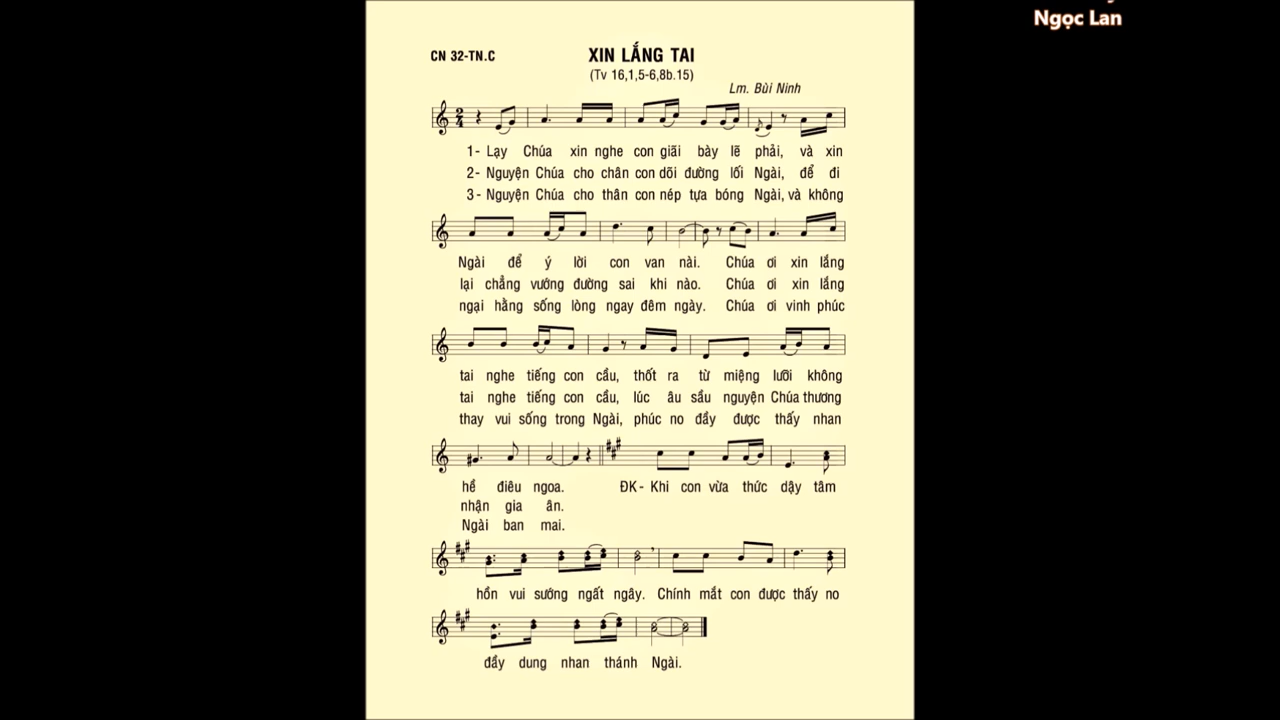 Ngọc Lan
CN 32-TN.C
XIN LẮNG TAI
(Tv 16,1,5-6,8b.15)
Lm. Bùi Ninh
1- Lạy Chúa xin nghe con giãi bày lẽ phải, và xin
2- Nguyện Chúa cho chân con dõi đường lối Ngài, để đi
3- Nguyện Chúa cho thân con nép tựa bóng Ngài, và không
Ngài để ý lời con van nài. Chúa ơi xin lắng
lại chẳng vướng đường sai khi nào. Chúa ơi xin lắng
ngại hằng sống lòng ngay đêm ngày. Chúa ơi vinh phúc
tai nghe tiếng con cầu, thốt ra từ miệng lưỡi không
tai nghe tiếng con cầu, lúc âu sầu nguyện Chúa thương
thay vui sống trong Ngài, phúc no đầy được thấy nhan
hề điêu ngoa. ĐK- Khi con vừa thức dậy tâm
nhận gia ân.
Ngài ban mai.
hồn vui sướng ngất ngây. Chính mắt con được thấy no
đầy dung nhan thánh Ngài.